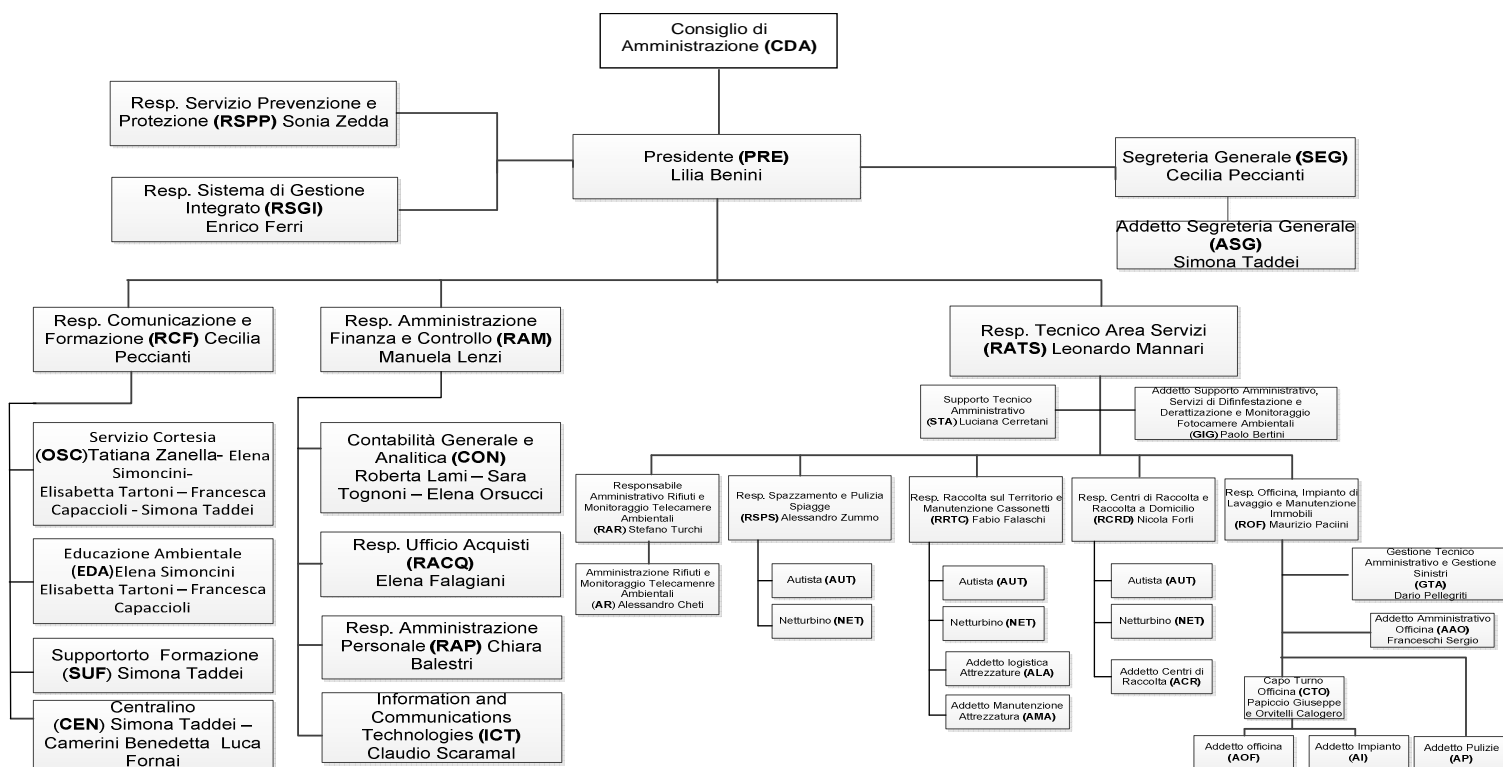 Consiglio di
Amministrazione (CDA)
Resp. Servizio Prevenzione e
Protezione (RSPP) Sonia Zedda
Presidente (PRE)
Lilia Benini
Segreteria Generale (SEG)
Cecilia Peccianti
Resp. Sistema di Gestione
Integrato (RSGI)
Enrico Ferri
Addetto Segreteria Generale
(ASG)
Simona Taddei
Resp. Comunicazione e
Formazione (RCF) Cecilia
Peccianti
Resp. Amministrazione
Finanza e Controllo (RAM)
Manuela Lenzi
Resp. Tecnico Area Servizi
(RATS) Leonardo Mannari
Supporto Tecnico
Amministrativo
(STA) Luciana Cerretani
Addetto Supporto Amministrativo,
Servizi di Difinfestazione e
Derattizazione e Monitoraggio
Fotocamere Ambientali
(GIG) Paolo Bertini
Servizio Cortesia
(OSC)Tatiana Zanella- Elena
Simoncini-
Elisabetta Tartoni – Francesca
Capaccioli - Simona Taddei
Educazione Ambientale
(EDA)Elena Simoncini
Elisabetta Tartoni – Francesca
Capaccioli
Supportorto Formazione
(SUF) Simona Taddei
Centralino
(CEN) Simona Taddei –
Camerini Benedetta Luca
Fornai
Contabilità Generale e
Analitica (CON)
Roberta Lami – Sara
Tognoni – Elena Orsucci
Resp. Ufficio Acquisti
(RACQ)
Elena Falagiani
Resp. Amministrazione
Personale (RAP) Chiara
Balestri
Information and
Communications
Technologies (ICT)
Claudio Scaramal
Responsabile
Amministrativo Rifiuti e
Monitoraggio Telecamere
Ambientali
(RAR) Stefano Turchi
Amministrazione Rifiuti e
Monitoraggio Telecamenre
Ambientali
(AR) Alessandro Cheti
Resp. Spazzamento e Pulizia
Spiagge
(RSPS) Alessandro Zummo
Autista (AUT)
Netturbino (NET)
Resp. Raccolta sul Territorio e
Manutenzione Cassonetti
(RRTC) Fabio Falaschi
Autista (AUT)
Netturbino (NET)
Addetto logistica
Attrezzature (ALA)
Addetto Manutenzione
Attrezzatura (AMA)
Resp. Centri di Raccolta e
Raccolta a Domicilio
(RCRD) Nicola Forli
Autista (AUT)
Netturbino (NET)
Addetto Centri di
Raccolta (ACR)
Resp. Officina, Impianto di
Lavaggio e Manutenzione
Immobili
(ROF) Maurizio Paciini
Gestione Tecnico
Amministrativo e Gestione
Sinistri
(GTA)
Dario Pellegriti
Addetto Amministrativo
Officina (AAO)
Franceschi Sergio
Capo Turno
Officina (CTO)
Papiccio Giuseppe
e Orvitelli Calogero
Addetto officina
(AOF)
Addetto Impianto
(AI)
Addetto Pulizie
(AP)